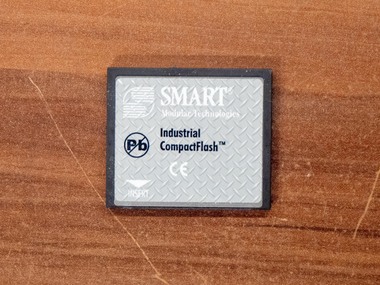 SMART
Modular Technologies
Pb
Industrial
CompactFlash™
CE
INSERT